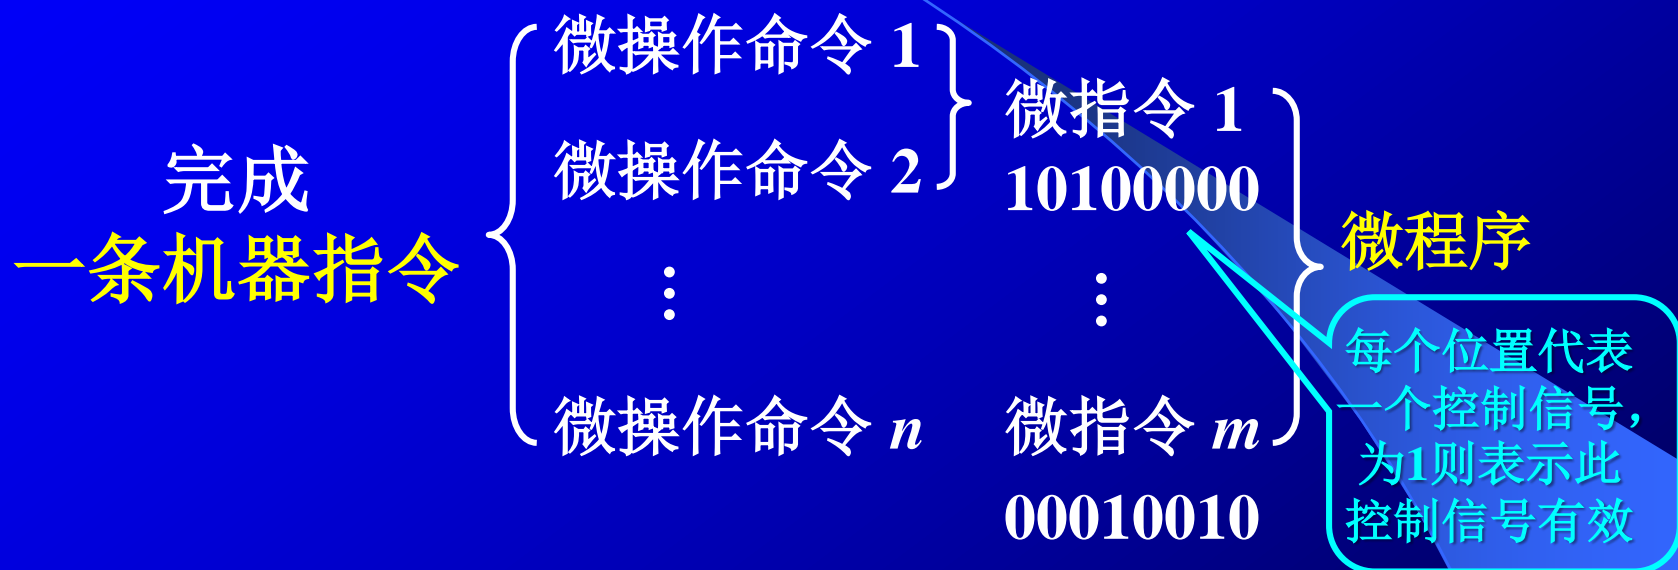 完成
一条机器指令
微操作命令 1
微操作命令 2
⋮
微操作命令 n
微指令 1
10100000
⋮
微指令 m
00010010
微程序
每个位置代表
一个控制信号，
为1则表示此
控制信号有效